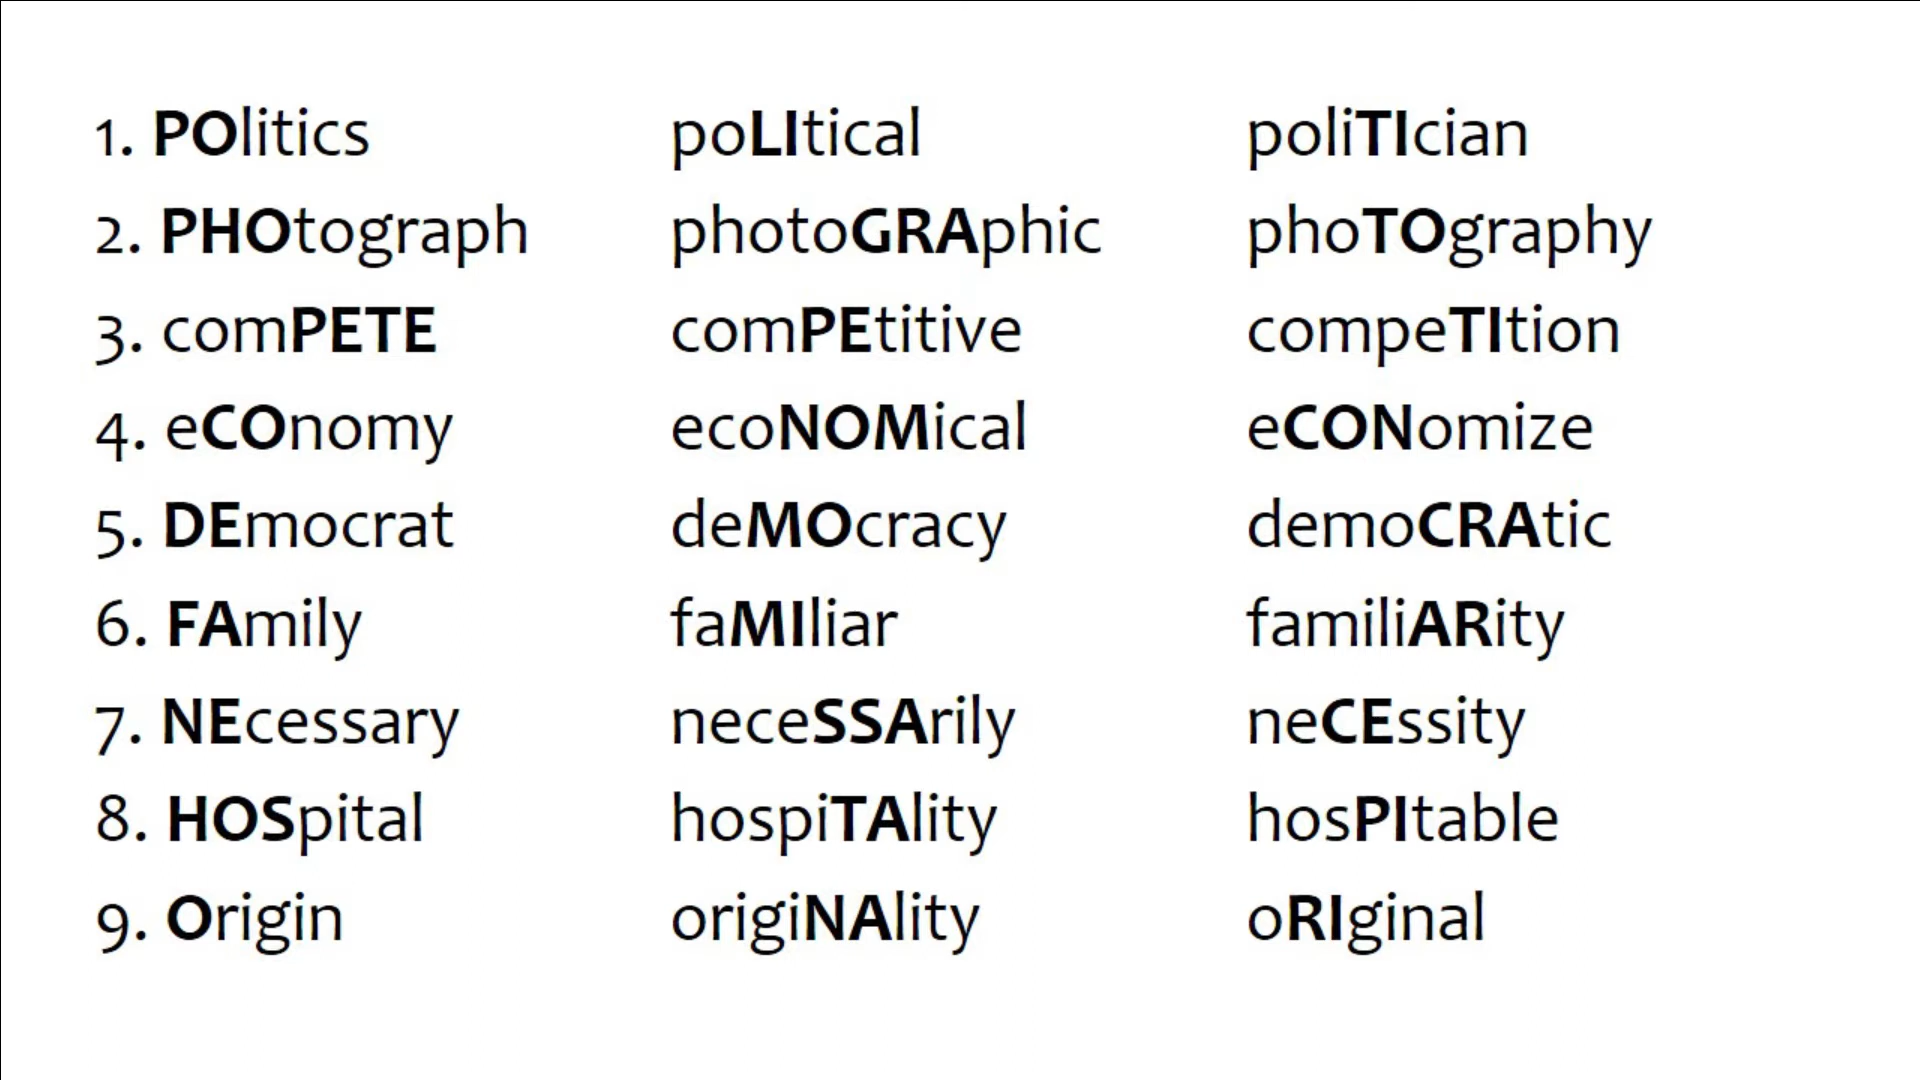 1. POlitics poLItical poliTIcian
2. PHOtograph photoGRAphic phoTOgraphy
3. comPETE comPEtitive compeTItion
4. eCOnomy ecoNOMical eCONomize
5. DEmocrat deMOcracy demoCRAtic
6. FAmily faMIliar familiARity
7. NEcessary neceSSArily neCEssity
8. HOSpital hospiTAlity hosPItable
9. Origin origiNAlity oRIginal